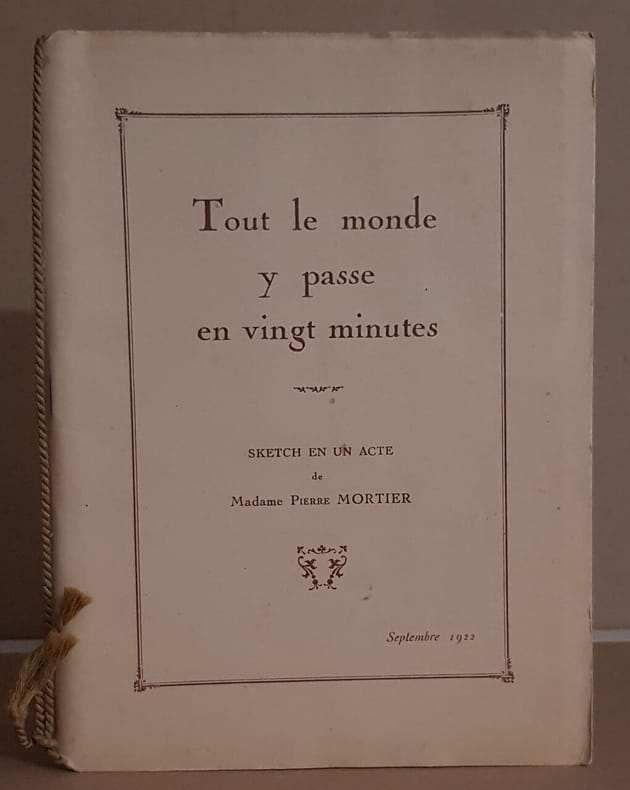 Tout le monde
y passe
en vingt minutes
SKETCH EN UN ACTE
de
Madame PIERRE MORTIER
Septembre 1922